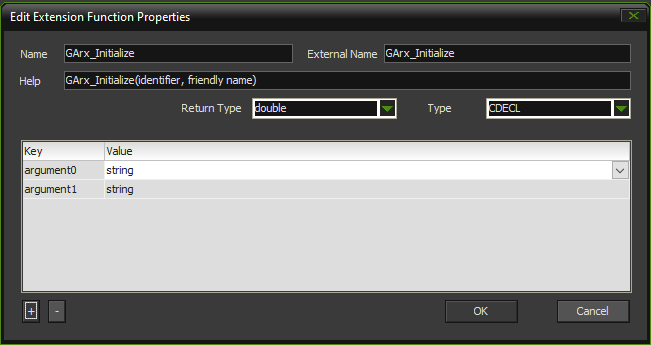 Edit Extension Function Properties
Name GArx_Initialize External Name GArx_Initialize
Help GArx_Initialize(identifier, friendly name)
Return Type double Type CDECL
Key Value
argument0 string
argument1 string
+ - OK Cancel